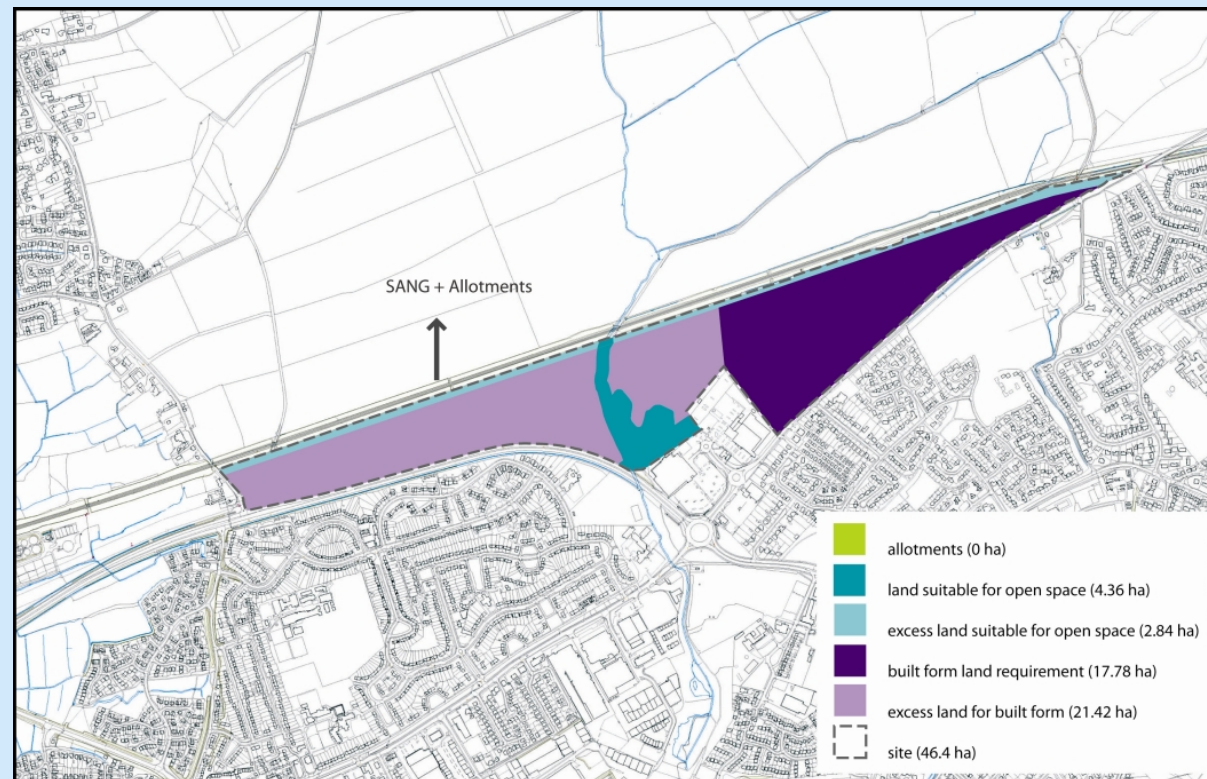 SANG + Allotments
allotments (0 ha)
land suitable for open space (4.36 ha)
excess land suitable for open space (2.84 ha)
built form land requirement (17.78 ha)
excess land for built form (21.42 ha)
site (46.4 ha)